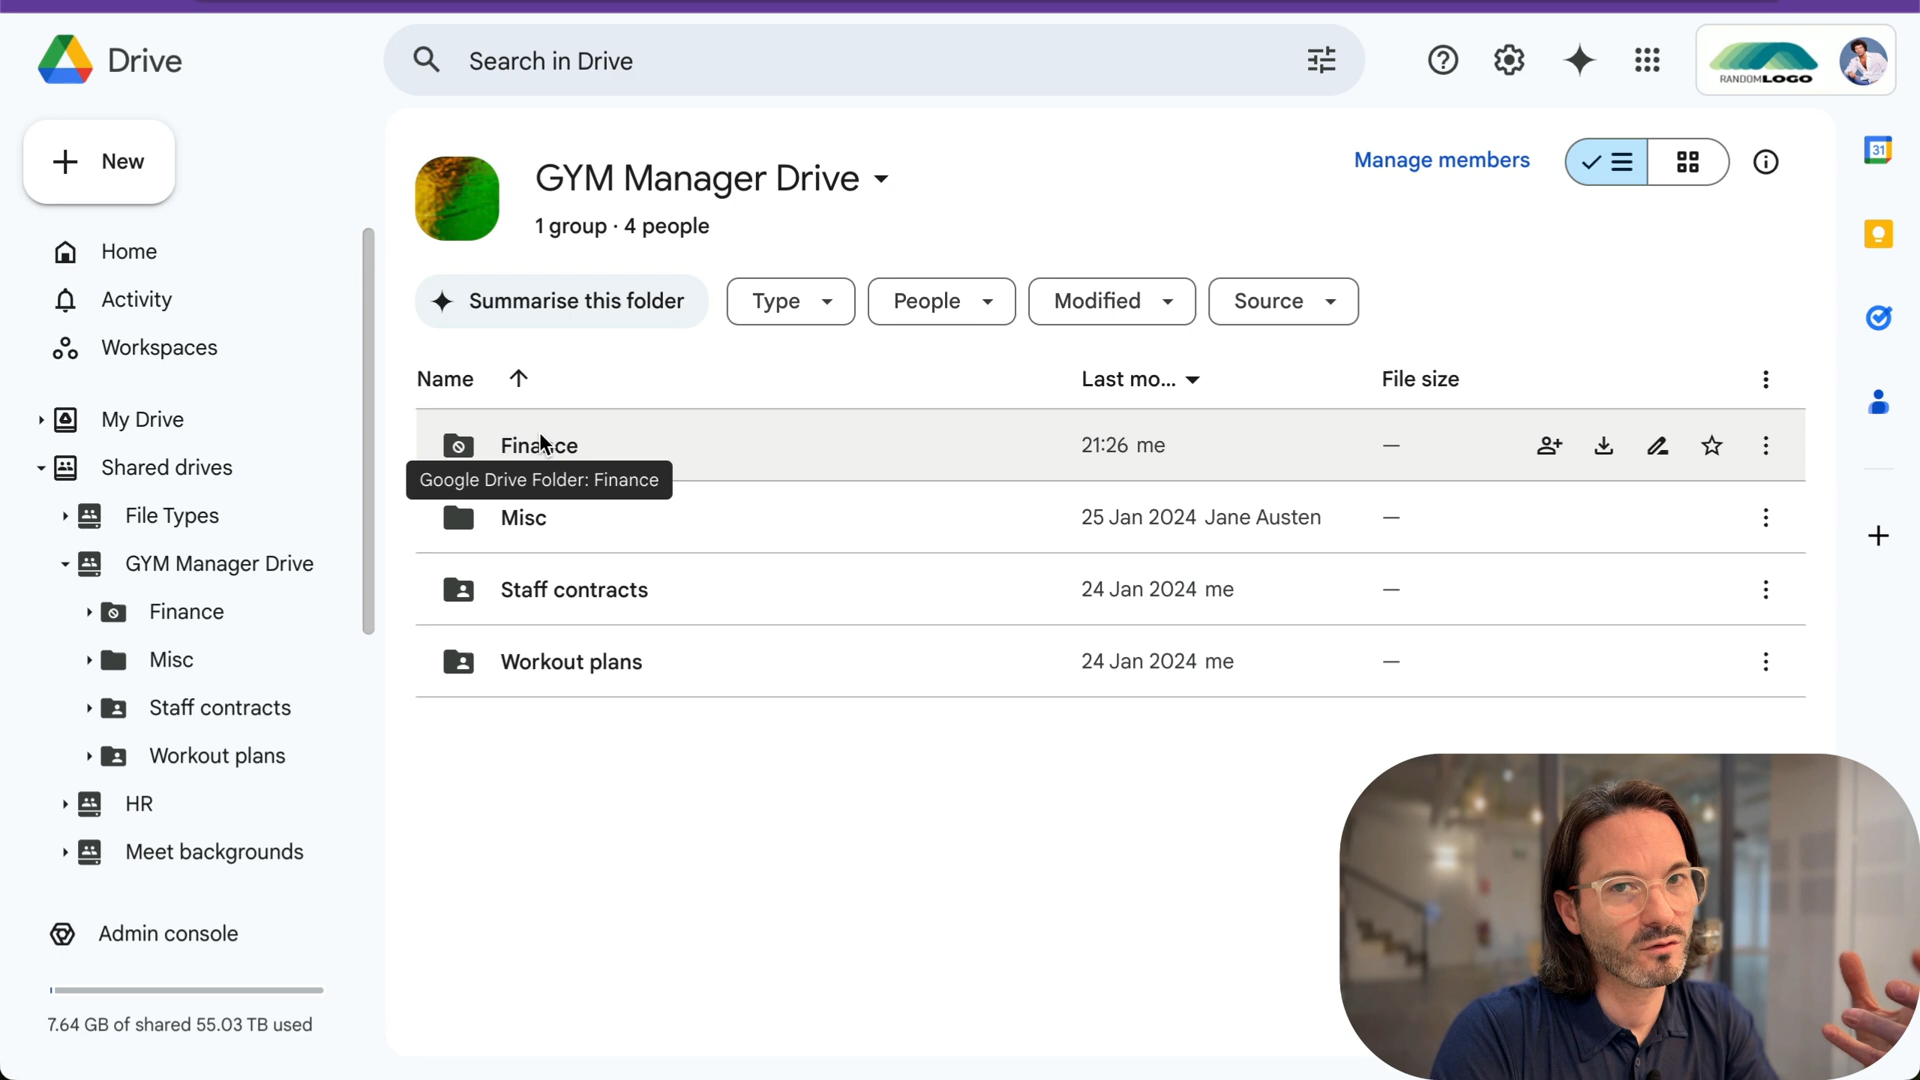 Drive
Search in Drive
RANDOMLOGO
New
Home
Activity
Workspaces
My Drive
Shared drives
File Types
GYM Manager Drive
Finance
Misc
Staff contracts
Workout plans
HR
Meet backgrounds
Admin console
7.64 GB of shared 55.03 TB used
GYM Manager Drive
1 group · 4 people
Manage members
Summarise this folder
Type
People
Modified
Source
Name Last mo... File size
Finance 21:26 me —
Google Drive Folder: Finance
Misc 25 Jan 2024 Jane Austen —
Staff contracts 24 Jan 2024 me —
Workout plans 24 Jan 2024 me —
31